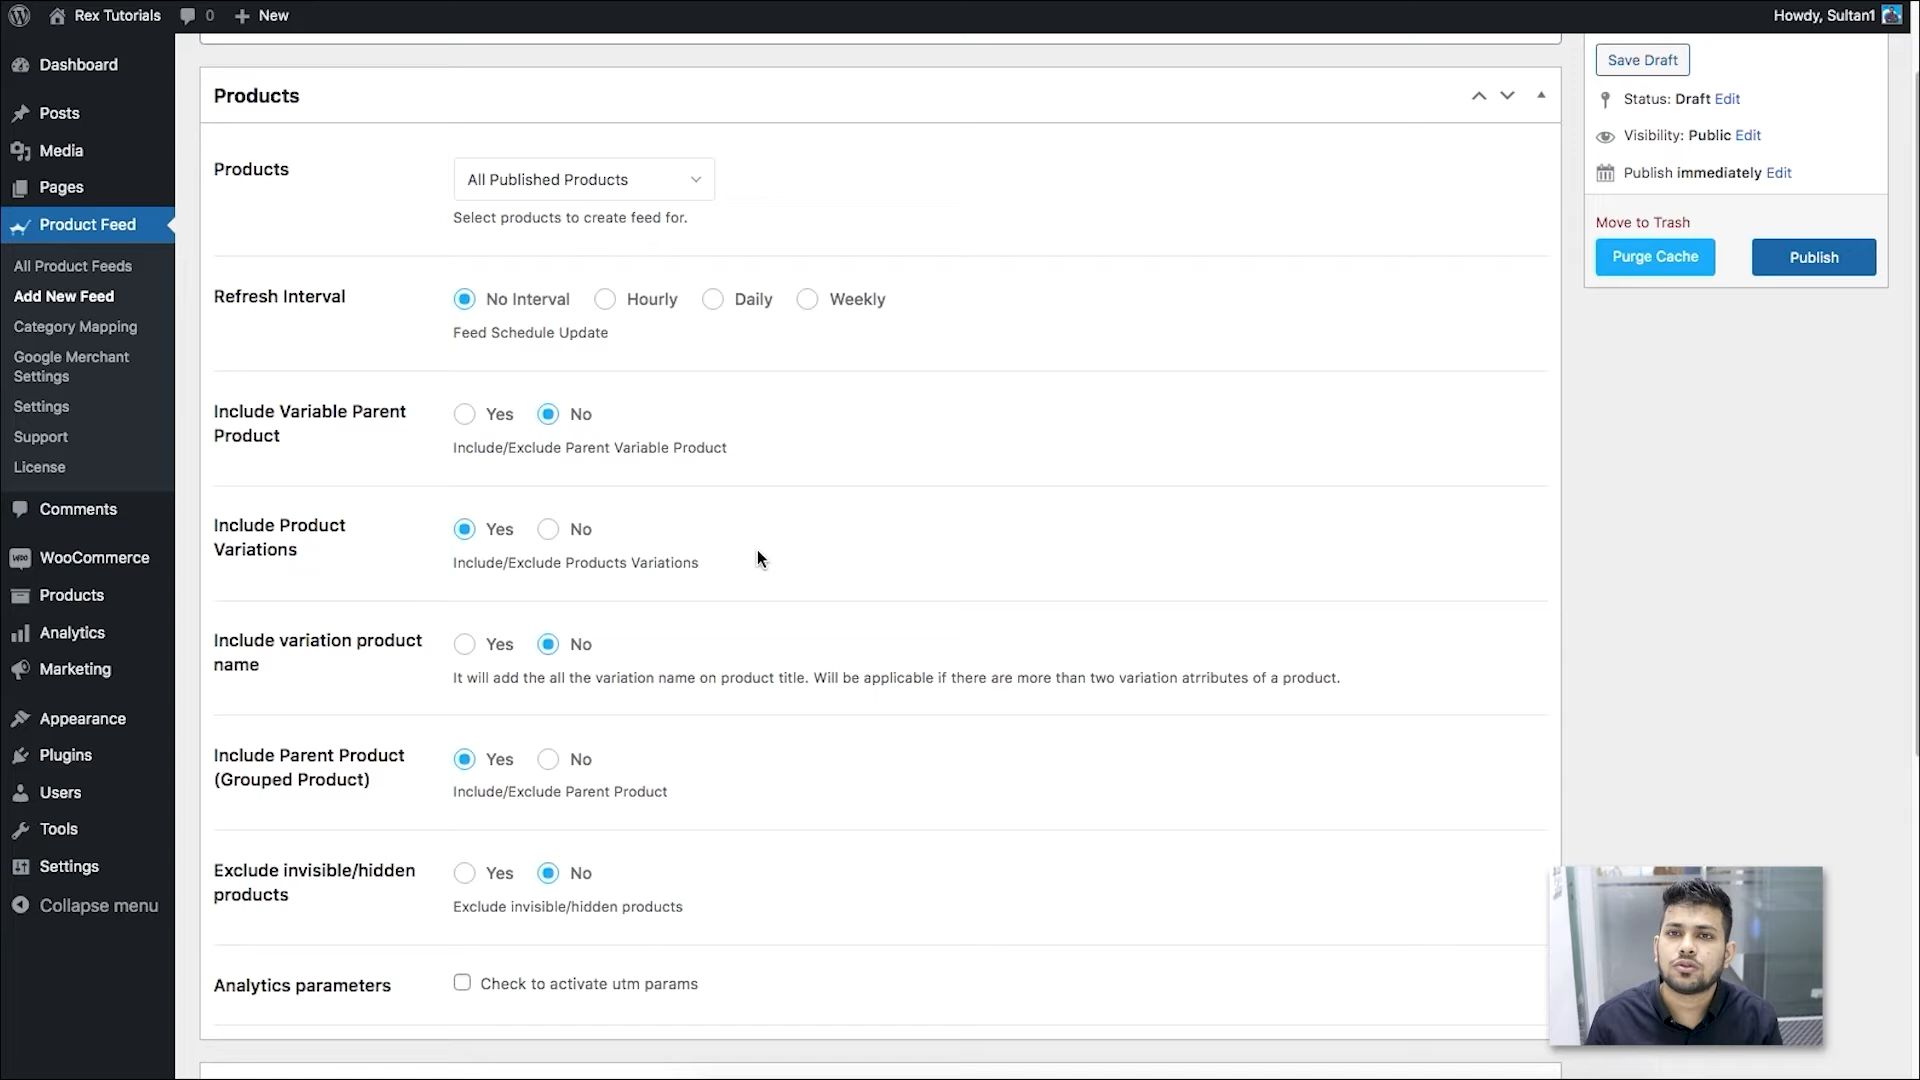 Rex Tutorials
0
New
Howdy, Sultan1
Dashboard
Posts
Media
Pages
Product Feed
All Product Feeds
Add New Feed
Category Mapping
Google Merchant
Settings
Settings
Support
License
Comments
WooCommerce
Products
Analytics
Marketing
Appearance
Plugins
Users
Tools
Settings
Collapse menu
Products
Products
All Published Products
Select products to create feed for.
Refresh Interval
No Interval
Hourly
Daily
Weekly
Feed Schedule Update
Include Variable Parent
Product
Yes
No
Include/Exclude Parent Variable Product
Include Product
Variations
Yes
No
Include/Exclude Products Variations
Include variation product
name
Yes
No
It will add the all the variation name on product title. Will be applicable if there are more than two variation atrributes of a product.
Include Parent Product
(Grouped Product)
Yes
No
Include/Exclude Parent Product
Exclude invisible/hidden
products
Yes
No
Exclude invisible/hidden products
Analytics parameters
Check to activate utm params
Save Draft
Status: Draft Edit
Visibility: Public Edit
Publish immediately Edit
Move to Trash
Purge Cache
Publish